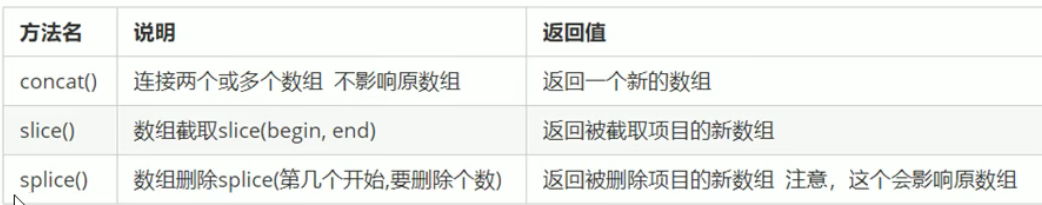 方法名 说明 返回值
concat() 连接两个或多个数组 不影响原数组 返回一个新的数组
slice() 数组截取slice(begin, end) 返回被截取项目的新数组
splice() 数组删除splice(第几个开始,要删除个数) 返回被删除项目的新数组 注意，这个会影响原数组